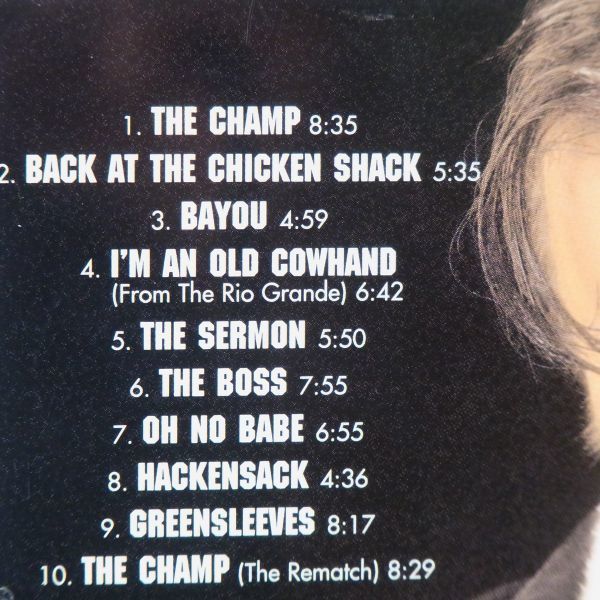 1. THE CHAMP 8:35
2. BACK AT THE CHICKEN SHACK 5:35
3. BAYOU 4:59
4. I'M AN OLD COWHAND
(From The Rio Grande) 6:42
5. THE SERMON 5:50
6. THE BOSS 7:55
7. OH NO BABE 6:55
8. HACKENSACK 4:36
9. GREENSLEEVES 8:17
10. THE CHAMP (The Rematch) 8:29